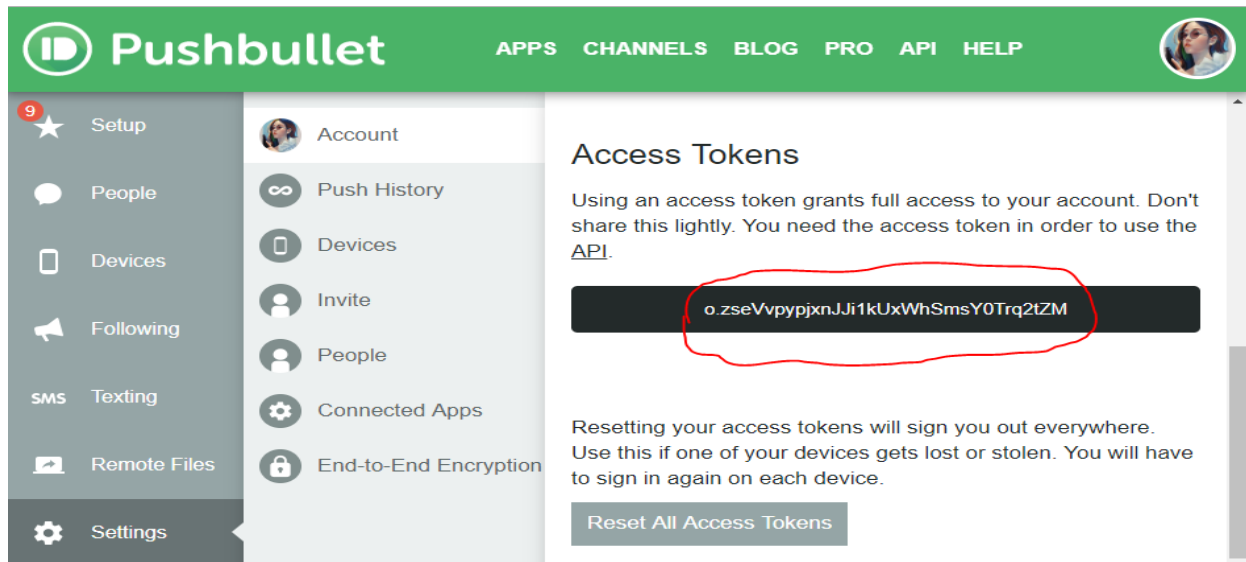 Pushbullet
APPS CHANNELS BLOG PRO API HELP
9
Setup
People
Devices
Following
SMS Texting
Remote Files
Settings
Account
Push History
Devices
Invite
People
Connected Apps
End-to-End Encryption
Access Tokens
Using an access token grants full access to your account. Don't
share this lightly. You need the access token in order to use the
API.
o.zseVvpypjxnJJi1kUxWhSmsY0Trq2tZM
Resetting your access tokens will sign you out everywhere.
Use this if one of your devices gets lost or stolen. You will have
to sign in again on each device.
Reset All Access Tokens